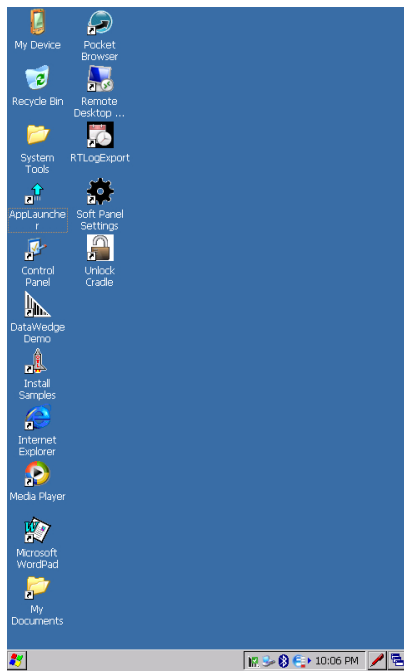 My Device
Pocket
Browser
Recycle Bin
Remote
Desktop ...
System
Tools
RTLogExport
AppLaunche
r
Soft Panel
Settings
Control
Panel
Unlock
Cradle
DataWedge
Demo
Install
Samples
Internet
Explorer
Media Player
Microsoft
WordPad
My
Documents
10:06 PM